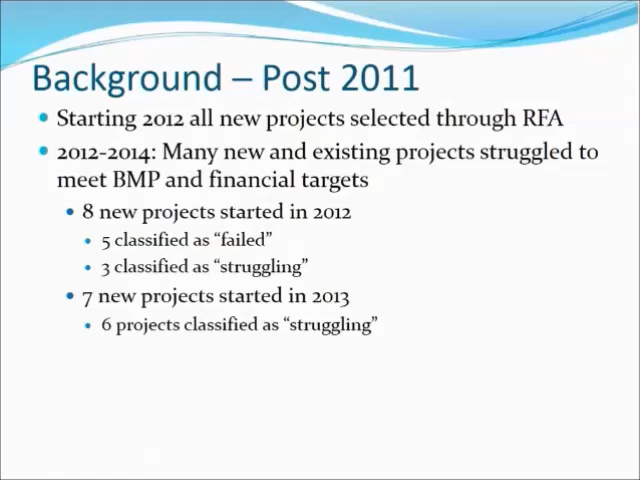 Background – Post 2011
Starting 2012 all new projects selected through RFA
2012-2014: Many new and existing projects struggled to
meet BMP and financial targets
8 new projects started in 2012
5 classified as “failed”
3 classified as “struggling”
7 new projects started in 2013
6 projects classified as “struggling”